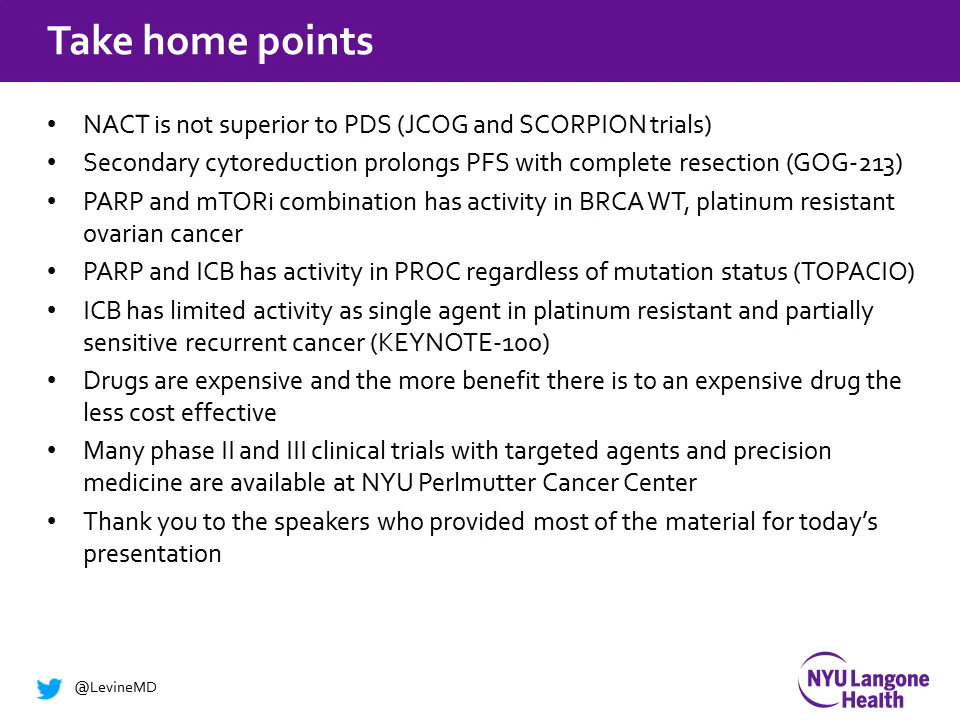 Take home points
• NACT is not superior to PDS (JCOG and SCORPION trials)
• Secondary cytoreduction prolongs PFS with complete resection (GOG-213)
• PARP and mTORi combination has activity in BRCA WT, platinum resistant
ovarian cancer
• PARP and ICB has activity in PROC regardless of mutation status (TOPACIO)
• ICB has limited activity as single agent in platinum resistant and partially
sensitive recurrent cancer (KEYNOTE-100)
• Drugs are expensive and the more benefit there is to an expensive drug the
less cost effective
• Many phase II and III clinical trials with targeted agents and precision
medicine are available at NYU Perlmutter Cancer Center
• Thank you to the speakers who provided most of the material for today’s
presentation
@LevineMD
NYU Langone
Health